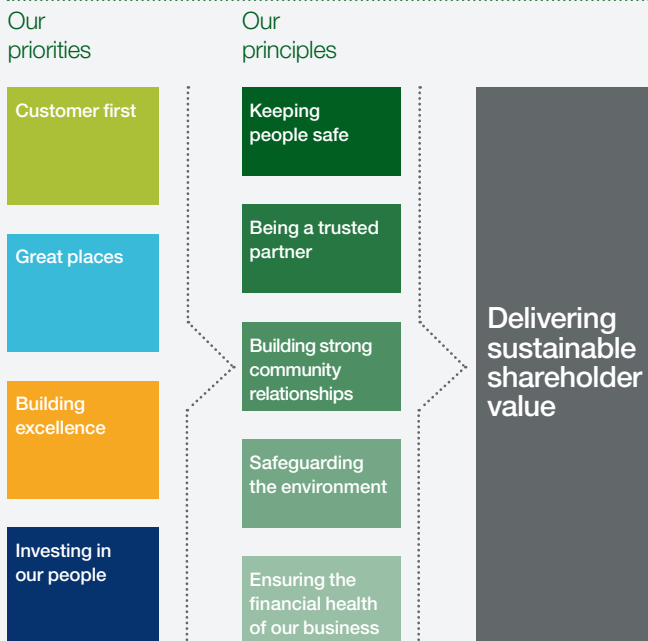 Our
priorities
Customer first
Great places
Building
excellence
Investing in
our people
Our
principles
Keeping
people safe
Being a trusted
partner
Building strong
community
relationships
Safeguarding
the environment
Ensuring the
financial health
of our business
Delivering
sustainable
shareholder
value